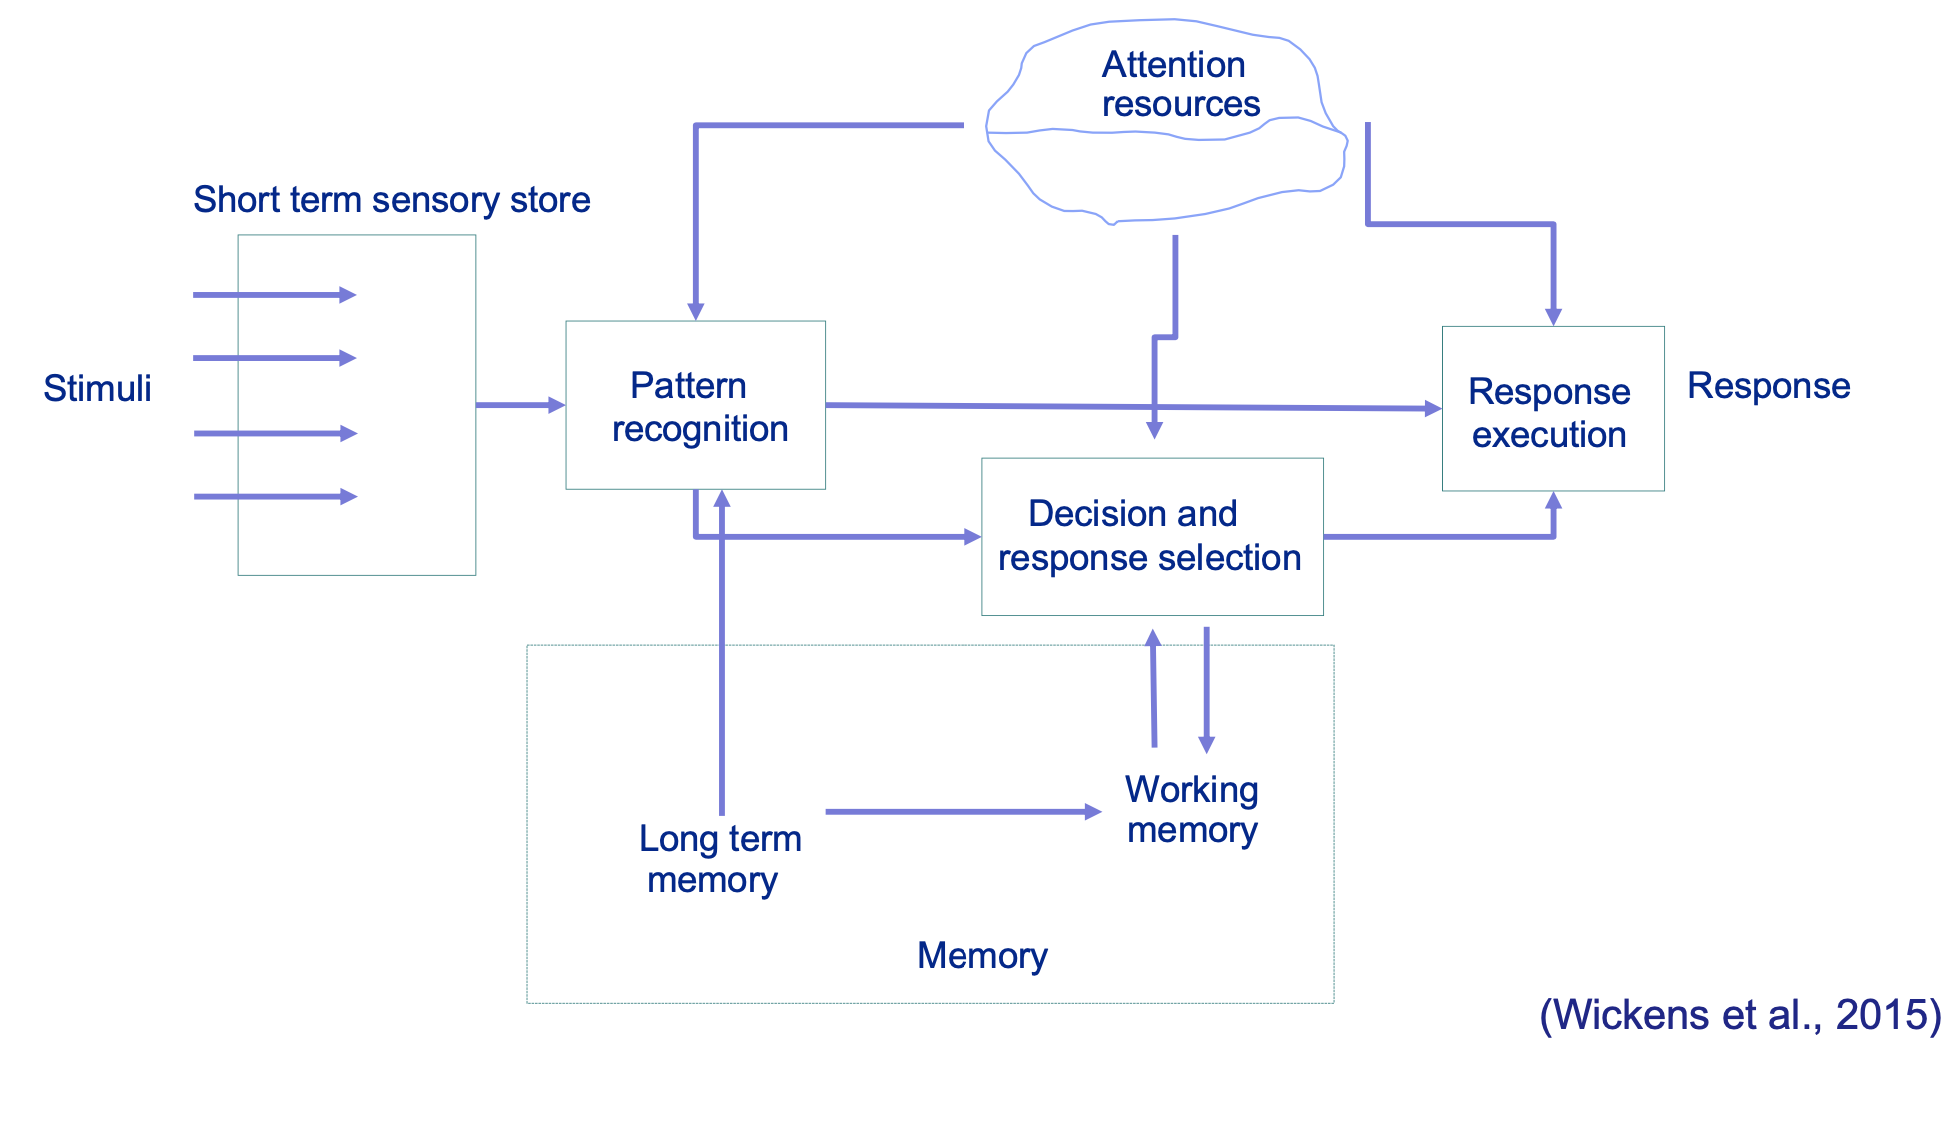 Attention
resources
Short term sensory store
Stimuli
Pattern
recognition
Response
execution
Response
Decision and
response selection
Working
memory
Long term
memory
Memory
(Wickens et al., 2015)